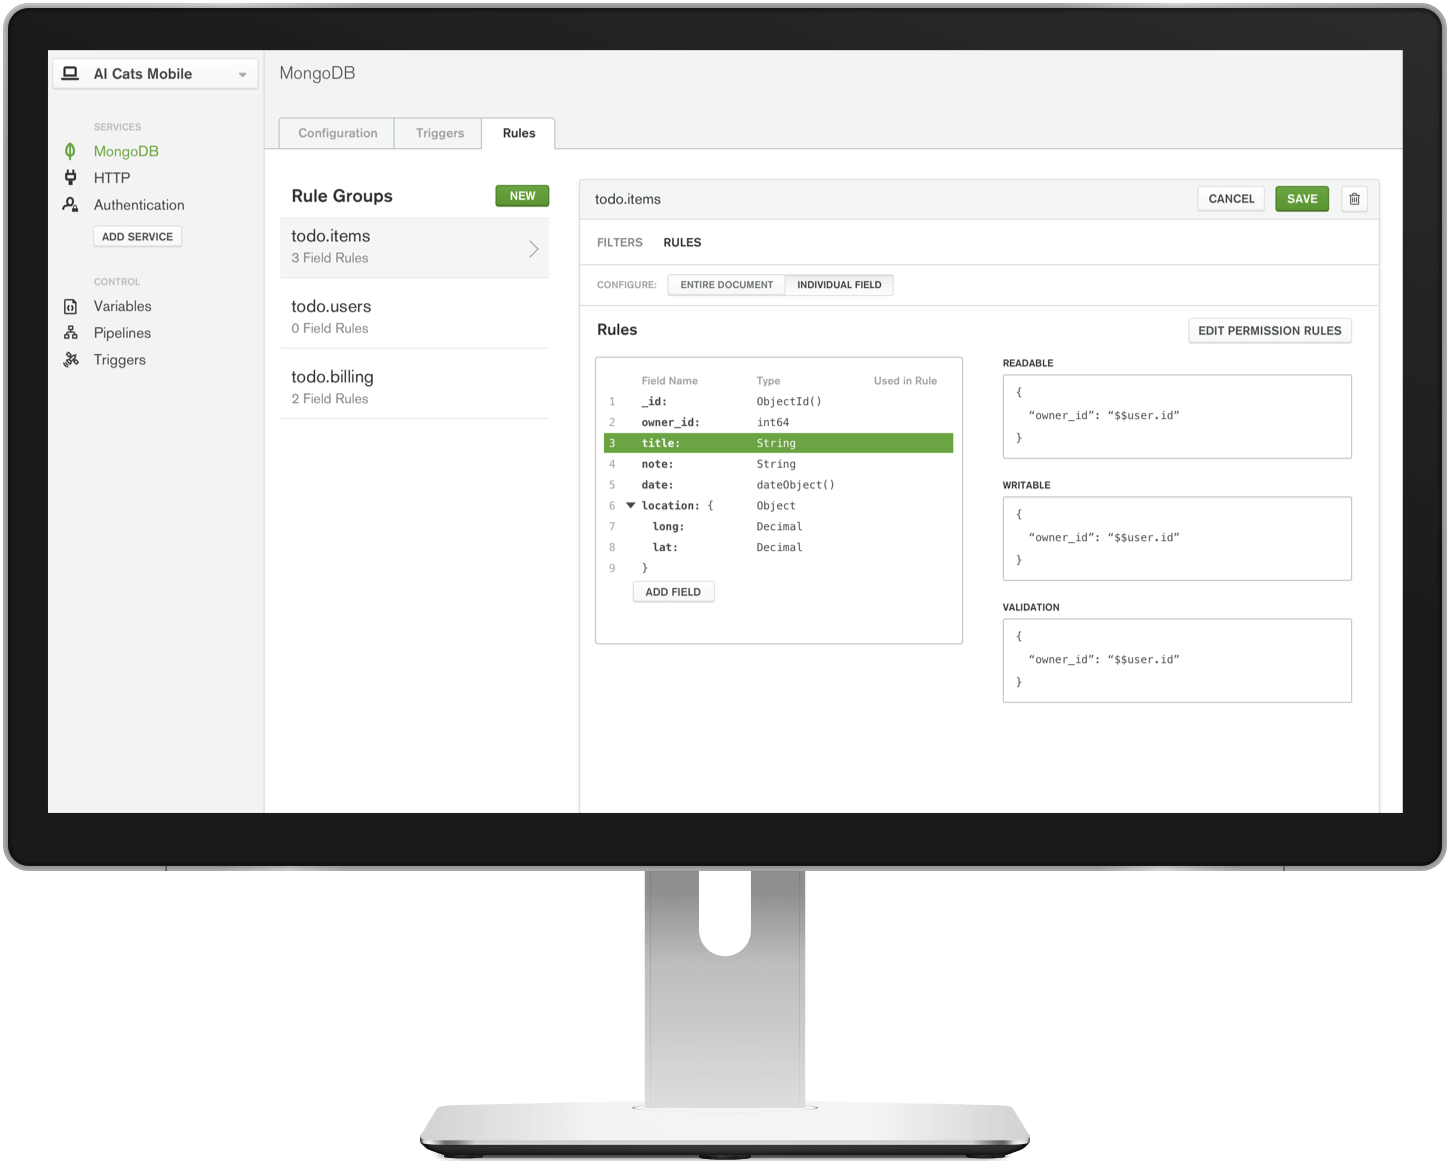 AI Cats Mobile
MongoDB
SERVICES
MongoDB
HTTP
Authentication
ADD SERVICE
CONTROL
Variables
Pipelines
Triggers
Configuration Triggers Rules
Rule Groups NEW
todo.items
3 Field Rules
todo.users
0 Field Rules
todo.billing
2 Field Rules
todo.items CANCEL SAVE
FILTERS RULES
CONFIGURE: ENTIRE DOCUMENT INDIVIDUAL FIELD
Rules EDIT PERMISSION RULES
Field Name Type Used in Rule
1 _id: ObjectId()
2 owner_id: int64
3 title: String
4 note: String
5 date: dateObject()
6 location: { Object
7 long: Decimal
8 lat: Decimal
9 }
ADD FIELD
READABLE
{
“owner_id”: “$$user.id”
}
WRITABLE
{
“owner_id”: “$$user.id”
}
VALIDATION
{
“owner_id”: “$$user.id”
}